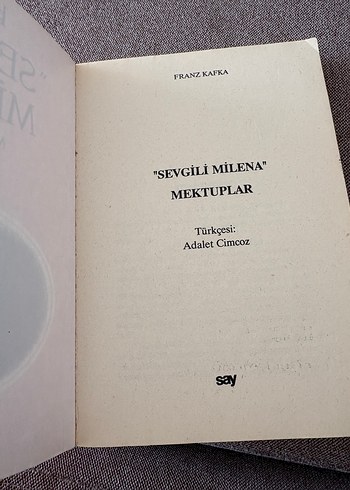 FRANZ KAFKA
"SEVGİLİ MİLENA"
MEKTUPLAR
Türkçesi:
Adalet Cimcoz
say